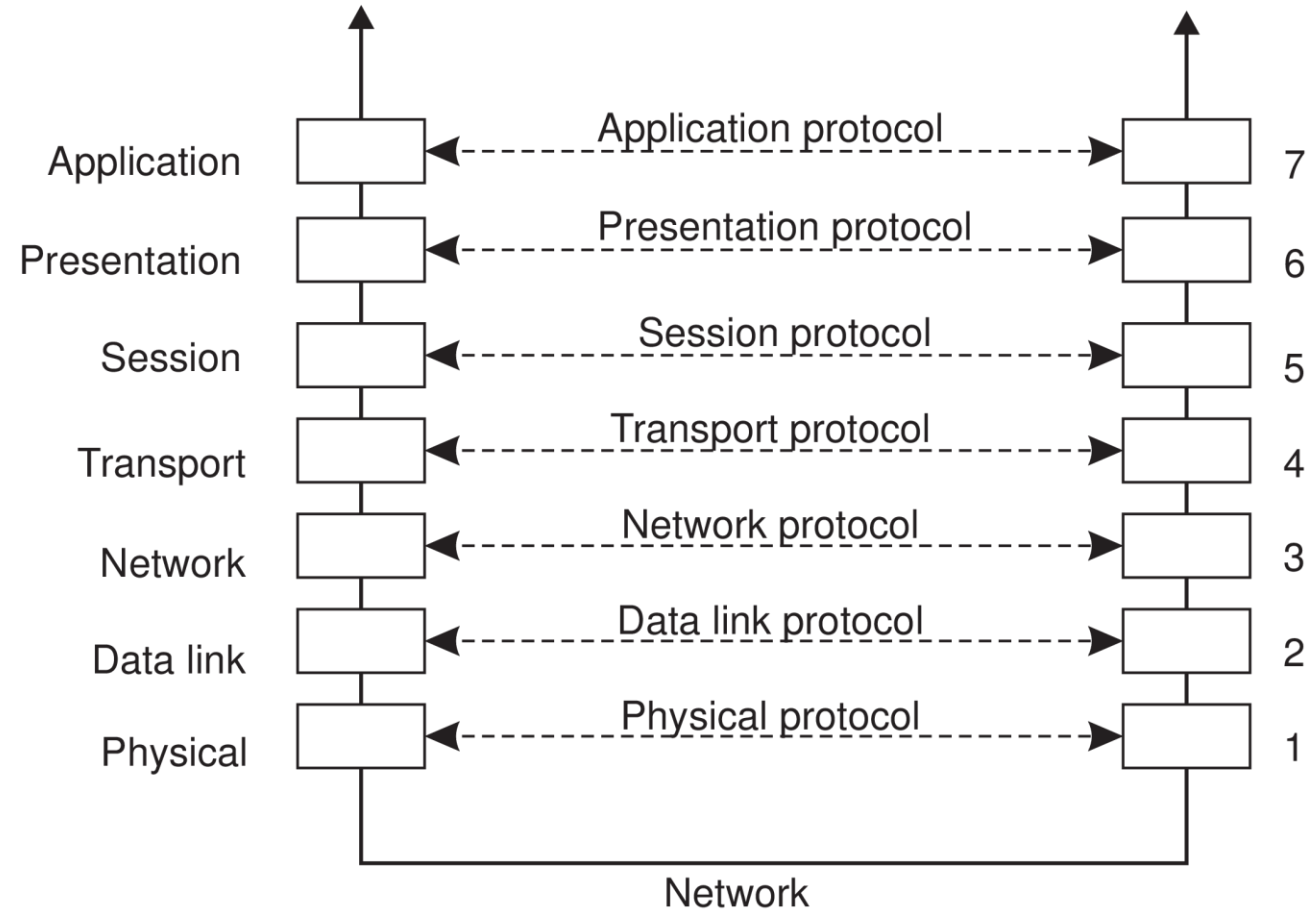 Application protocol
Application
7
Presentation protocol
Presentation
6
Session protocol
Session
5
Transport protocol
Transport
4
Network protocol
Network
3
Data link protocol
Data link
2
Physical protocol
Physical
1
Network